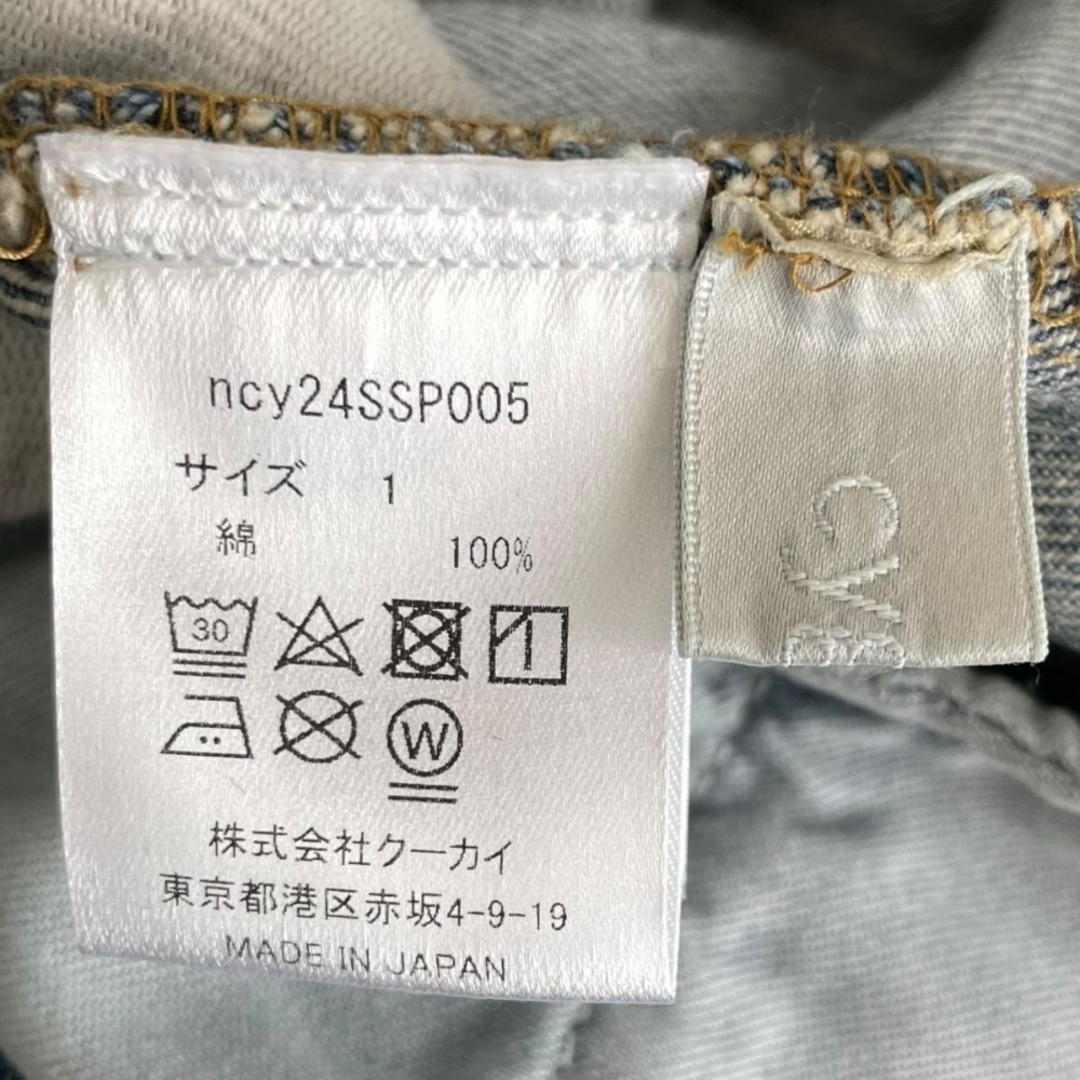 ncy24SSP005
サイズ 1
綿 100%
30
W
株式会社クーカイ
東京都港区赤坂4-9-19
MADE IN JAPAN